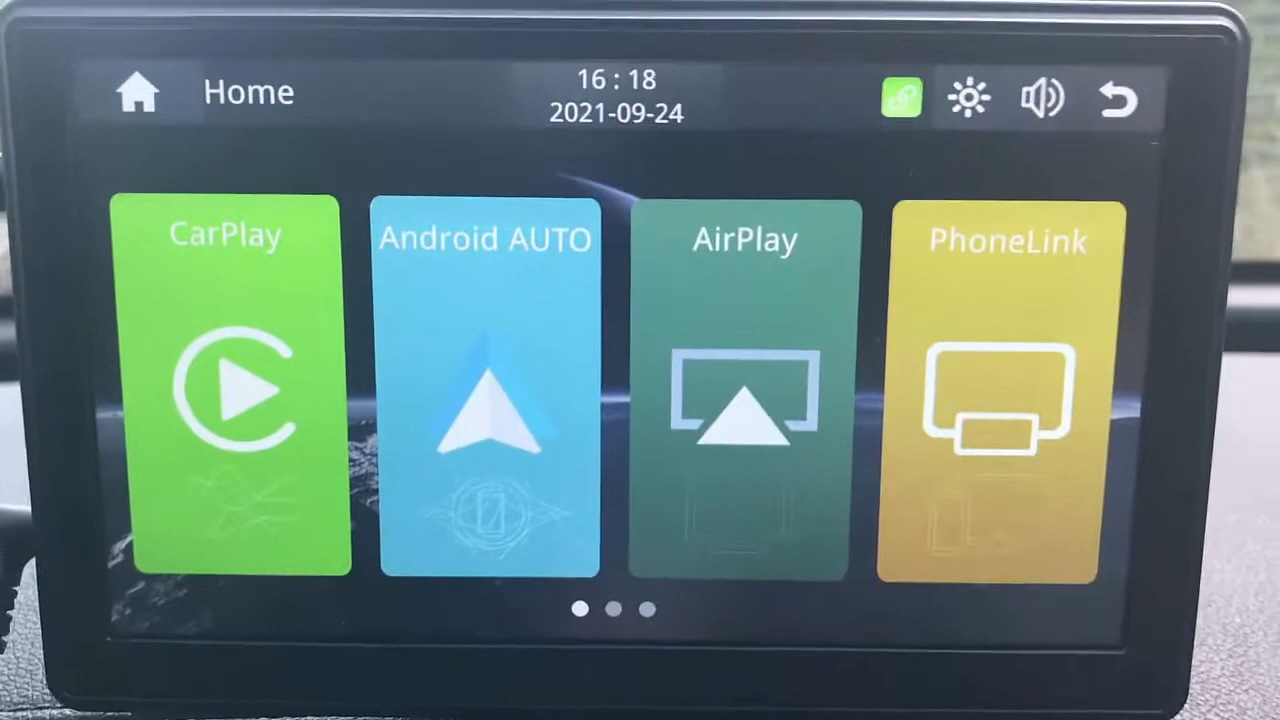 Home
16 : 18
2021-09-24
CarPlay
Android AUTO
AirPlay
PhoneLink